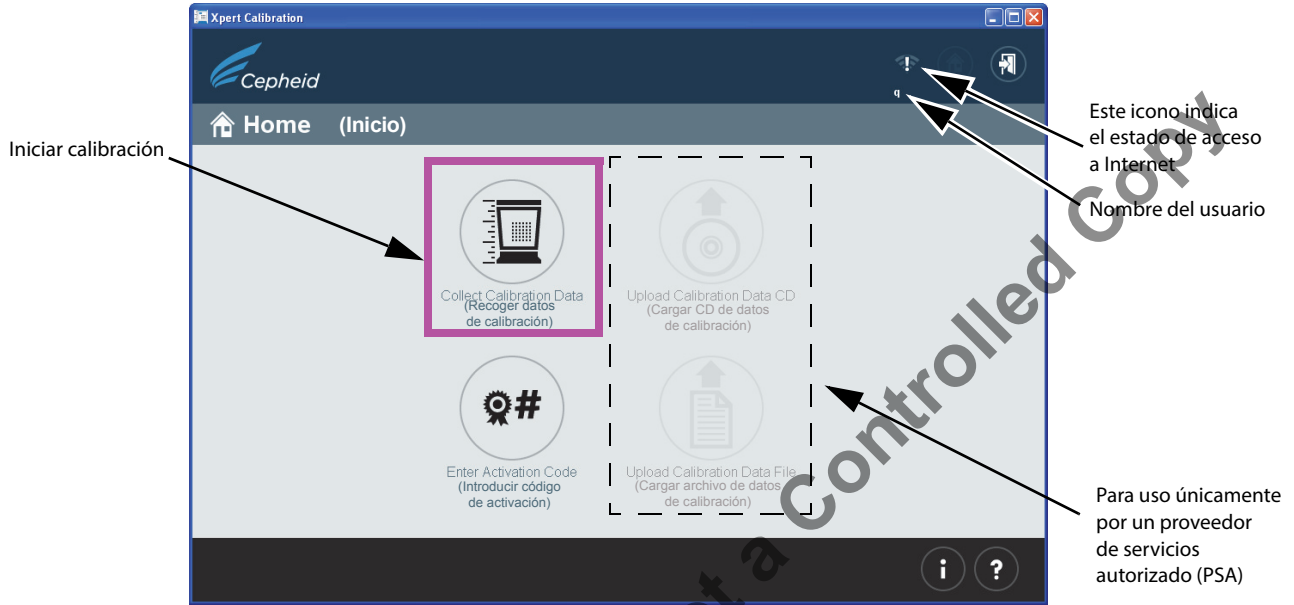 Xpert Calibration
Cepheid
q
Home (Inicio)
Iniciar calibración
Este icono indica
el estado de acceso
a Internet
Nombre del usuario
Collect Calibration Data
(Recoger datos
de calibración)
Upload Calibration Data CD
(Cargar CD de datos
de calibración)
#
Enter Activation Code
(Introducir código
de activación)
Upload Calibration Data File
(Cargar archivo de datos
de calibración)
Para uso únicamente
por un proveedor
de servicios
autorizado (PSA)
i ?
a Controlled Copy